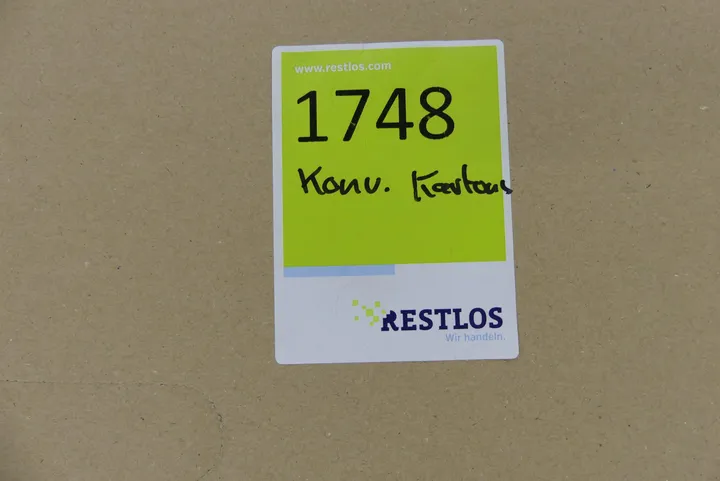 www.restlos.com
1748
Konv. Kartons
RESTLOS
Wir handeln.